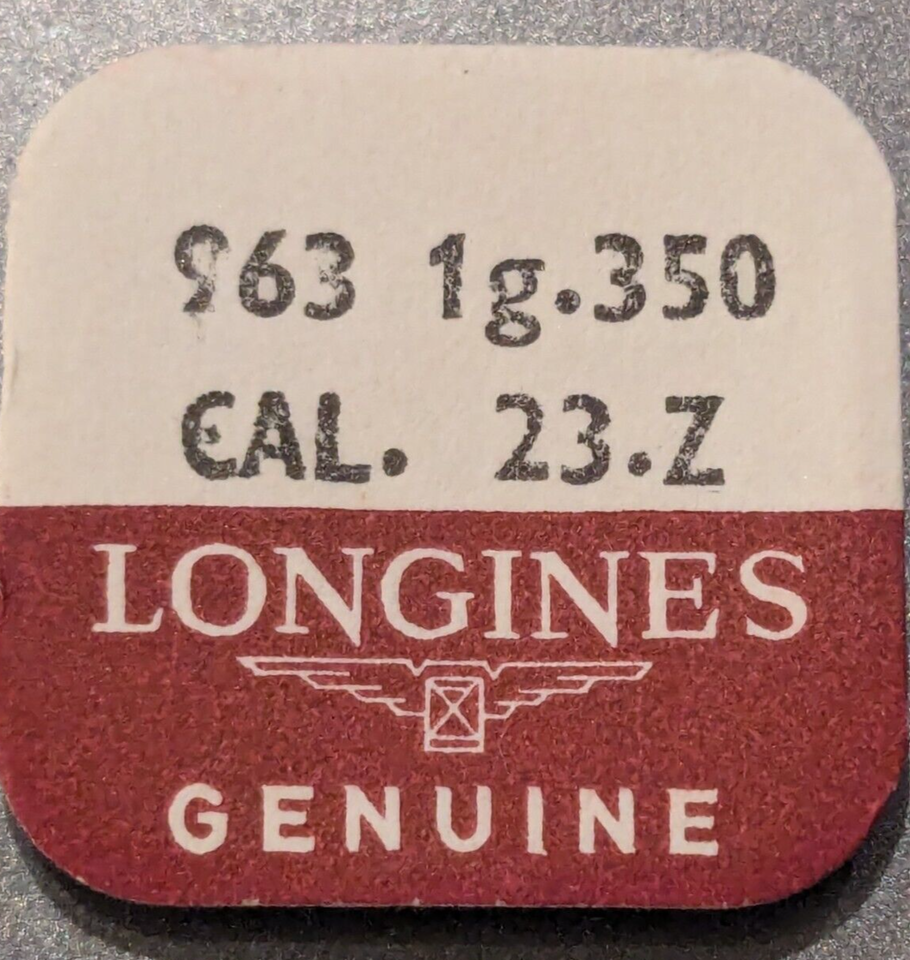 963 1g.350
CAL. 23.Z
LONGINES
GENUINE